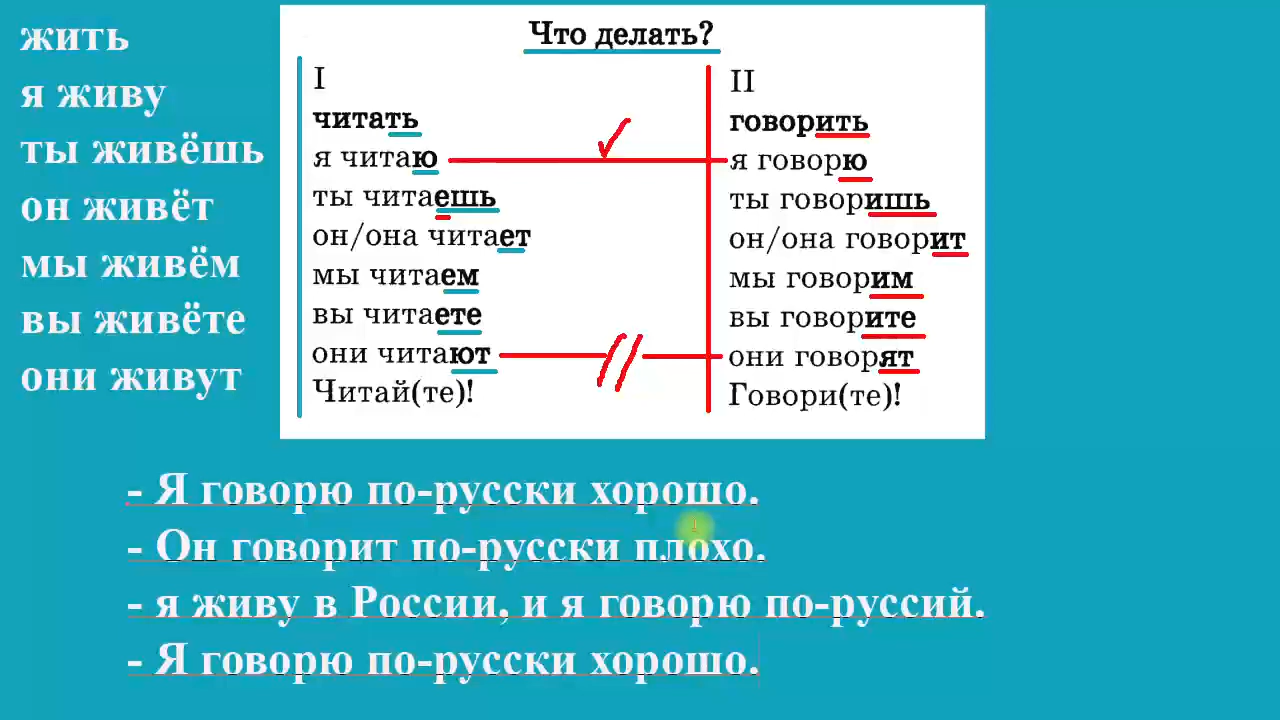 жить
я живу
ты живёшь
он живёт
мы живём
вы живёте
они живут
Что делать?
I
читать
я читаю
ты читаешь
он/она читает
мы читаем
вы читаете
они читают
Читай(те)!
II
говорить
я говорю
ты говоришь
он/она говорит
мы говорим
вы говорите
они говорят
Говори(те)!
- Я говорю по-русски хорошо.
- Он говорит по-русски плохо.
- я живу в России, и я говорю по-руссий.
- Я говорю по-русски хорошо.